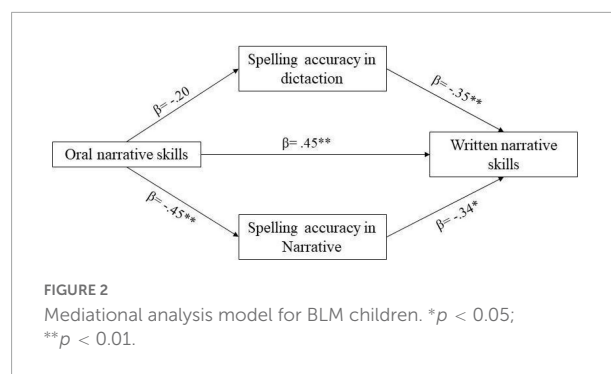 Spelling accuracy in
dictaction
β= -.20
β= -.35**
Oral narrative skills
β= .45**
Written narrative
skills
β= -.45**
β= -.34*
Spelling accuracy in
Narrative
FIGURE 2
Mediational analysis model for BLM children. *p < 0.05;
**p < 0.01.